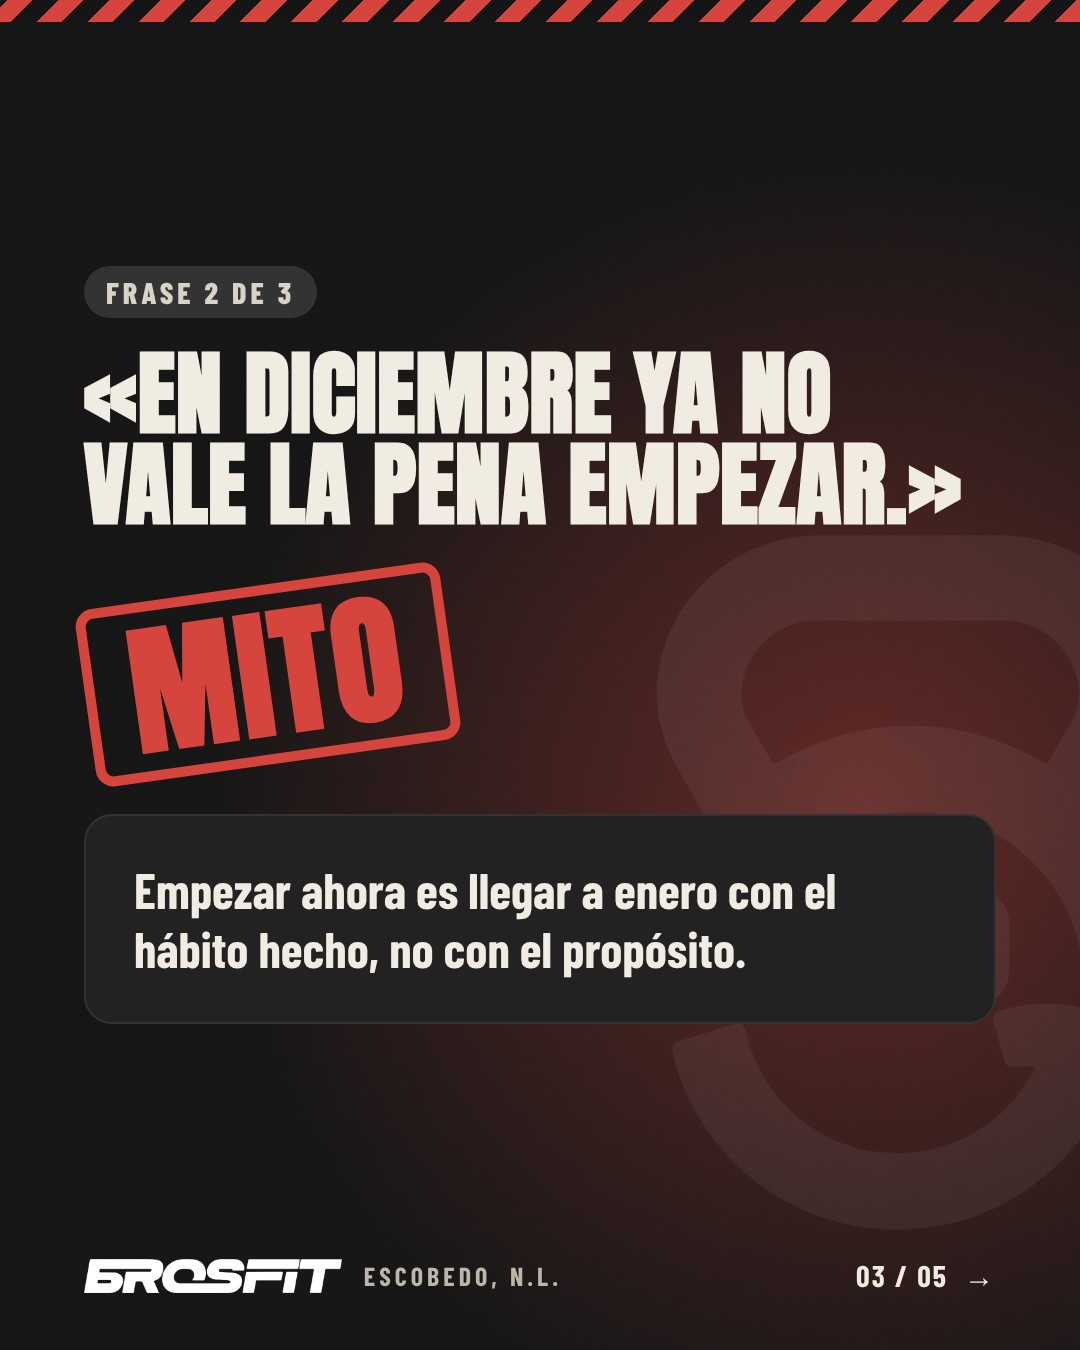 FRASE 2 DE 3
«EN DICIEMBRE YA NO
VALE LA PENA EMPEZAR.»
MITO
Empezar ahora es llegar a enero con el
hábito hecho, no con el propósito.
BROSFIT ESCOBEDO, N.L. 03 / 05 →